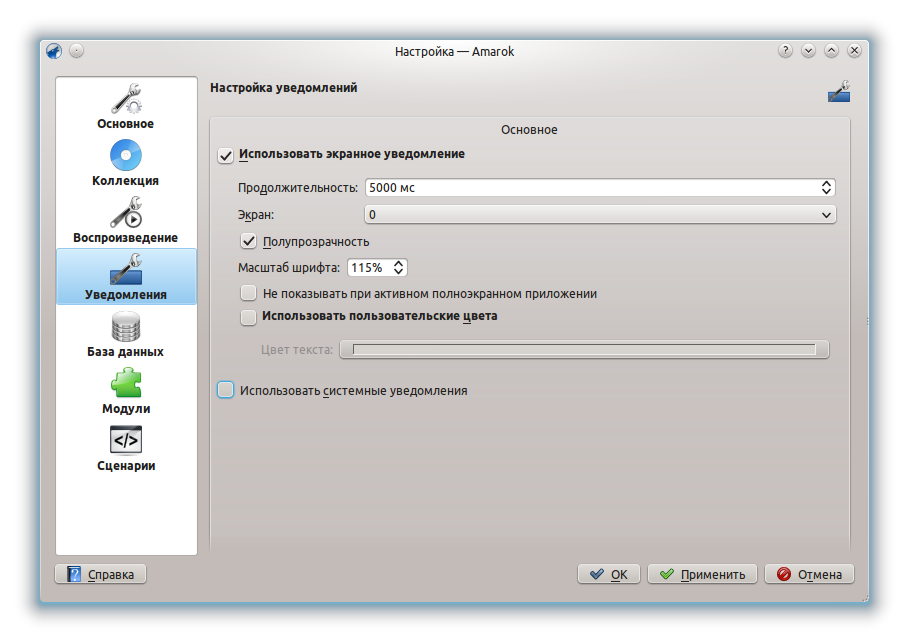 Настройка — Amarok
Основное
Коллекция
Воспроизведение
Уведомления
База данных
Модули
Сценарии
Настройка уведомлений
Основное
Использовать экранное уведомление
Продолжительность: 5000 мс
Экран: 0
Полупрозрачность
Масштаб шрифта: 115%
Не показывать при активном полноэкранном приложении
Использовать пользовательские цвета
Цвет текста:
Использовать системные уведомления
Справка
OK
Применить
Отмена